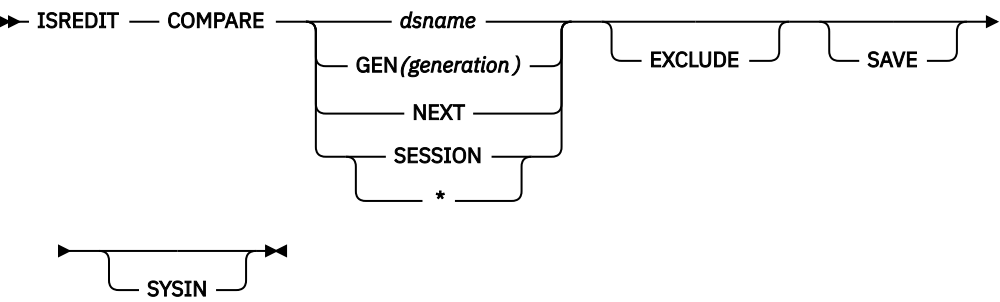 ISREDIT COMPARE dsname
GEN(generation)
NEXT
SESSION
*
EXCLUDE
SAVE
SYSIN